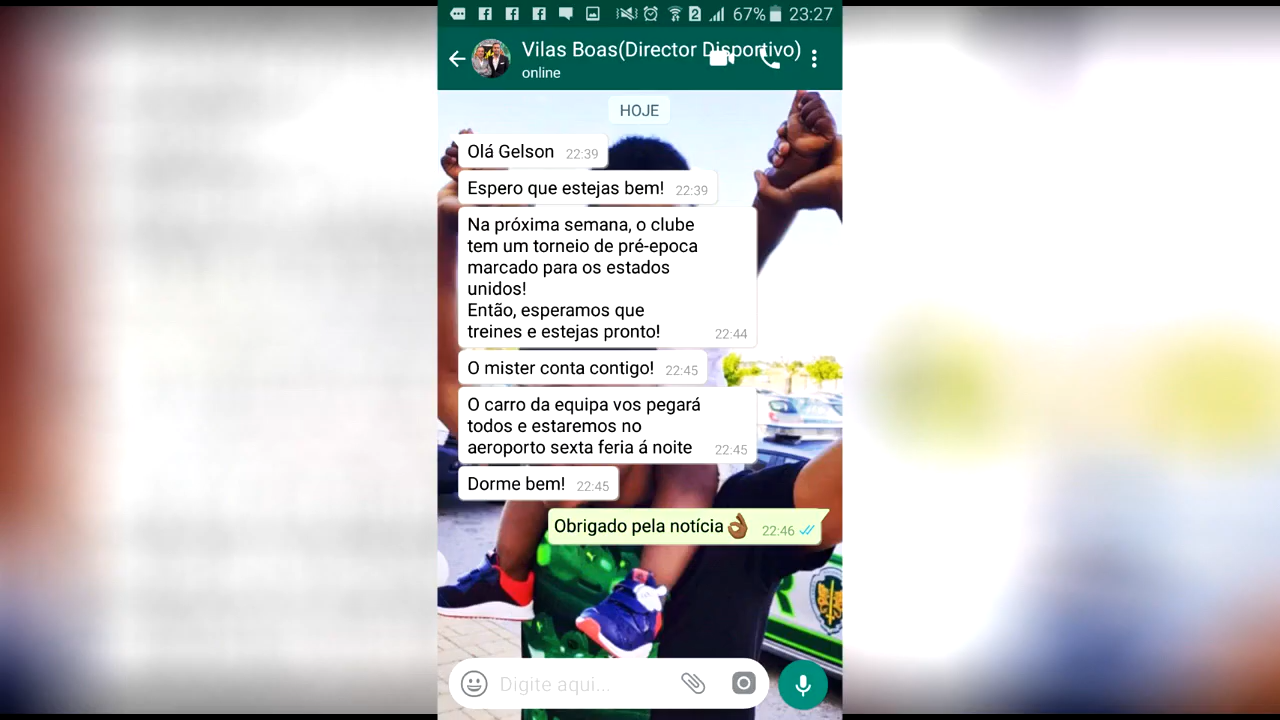 67% 23:27
Vilas Boas(Director Disportivo)
online
HOJE
Olá Gelson 22:39
Espero que estejas bem! 22:39
Na próxima semana, o clube
tem um torneio de pré-epoca
marcado para os estados
unidos!
Então, esperamos que
treines e estejas pronto! 22:44
O mister conta contigo! 22:45
O carro da equipa vos pegará
todos e estaremos no
aeroporto sexta feria á noite 22:45
Dorme bem! 22:45
Obrigado pela notícia👌🏾 22:46
Digite aqui...